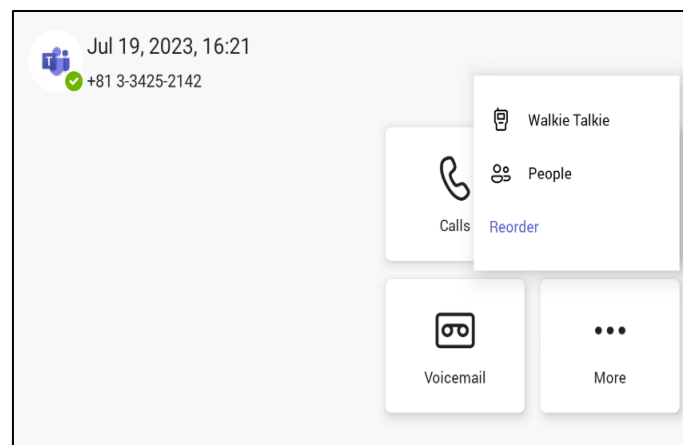 Jul 19, 2023, 16:21
+81 3-3425-2142
Walkie Talkie
People
Calls
Reorder
Voicemail
More